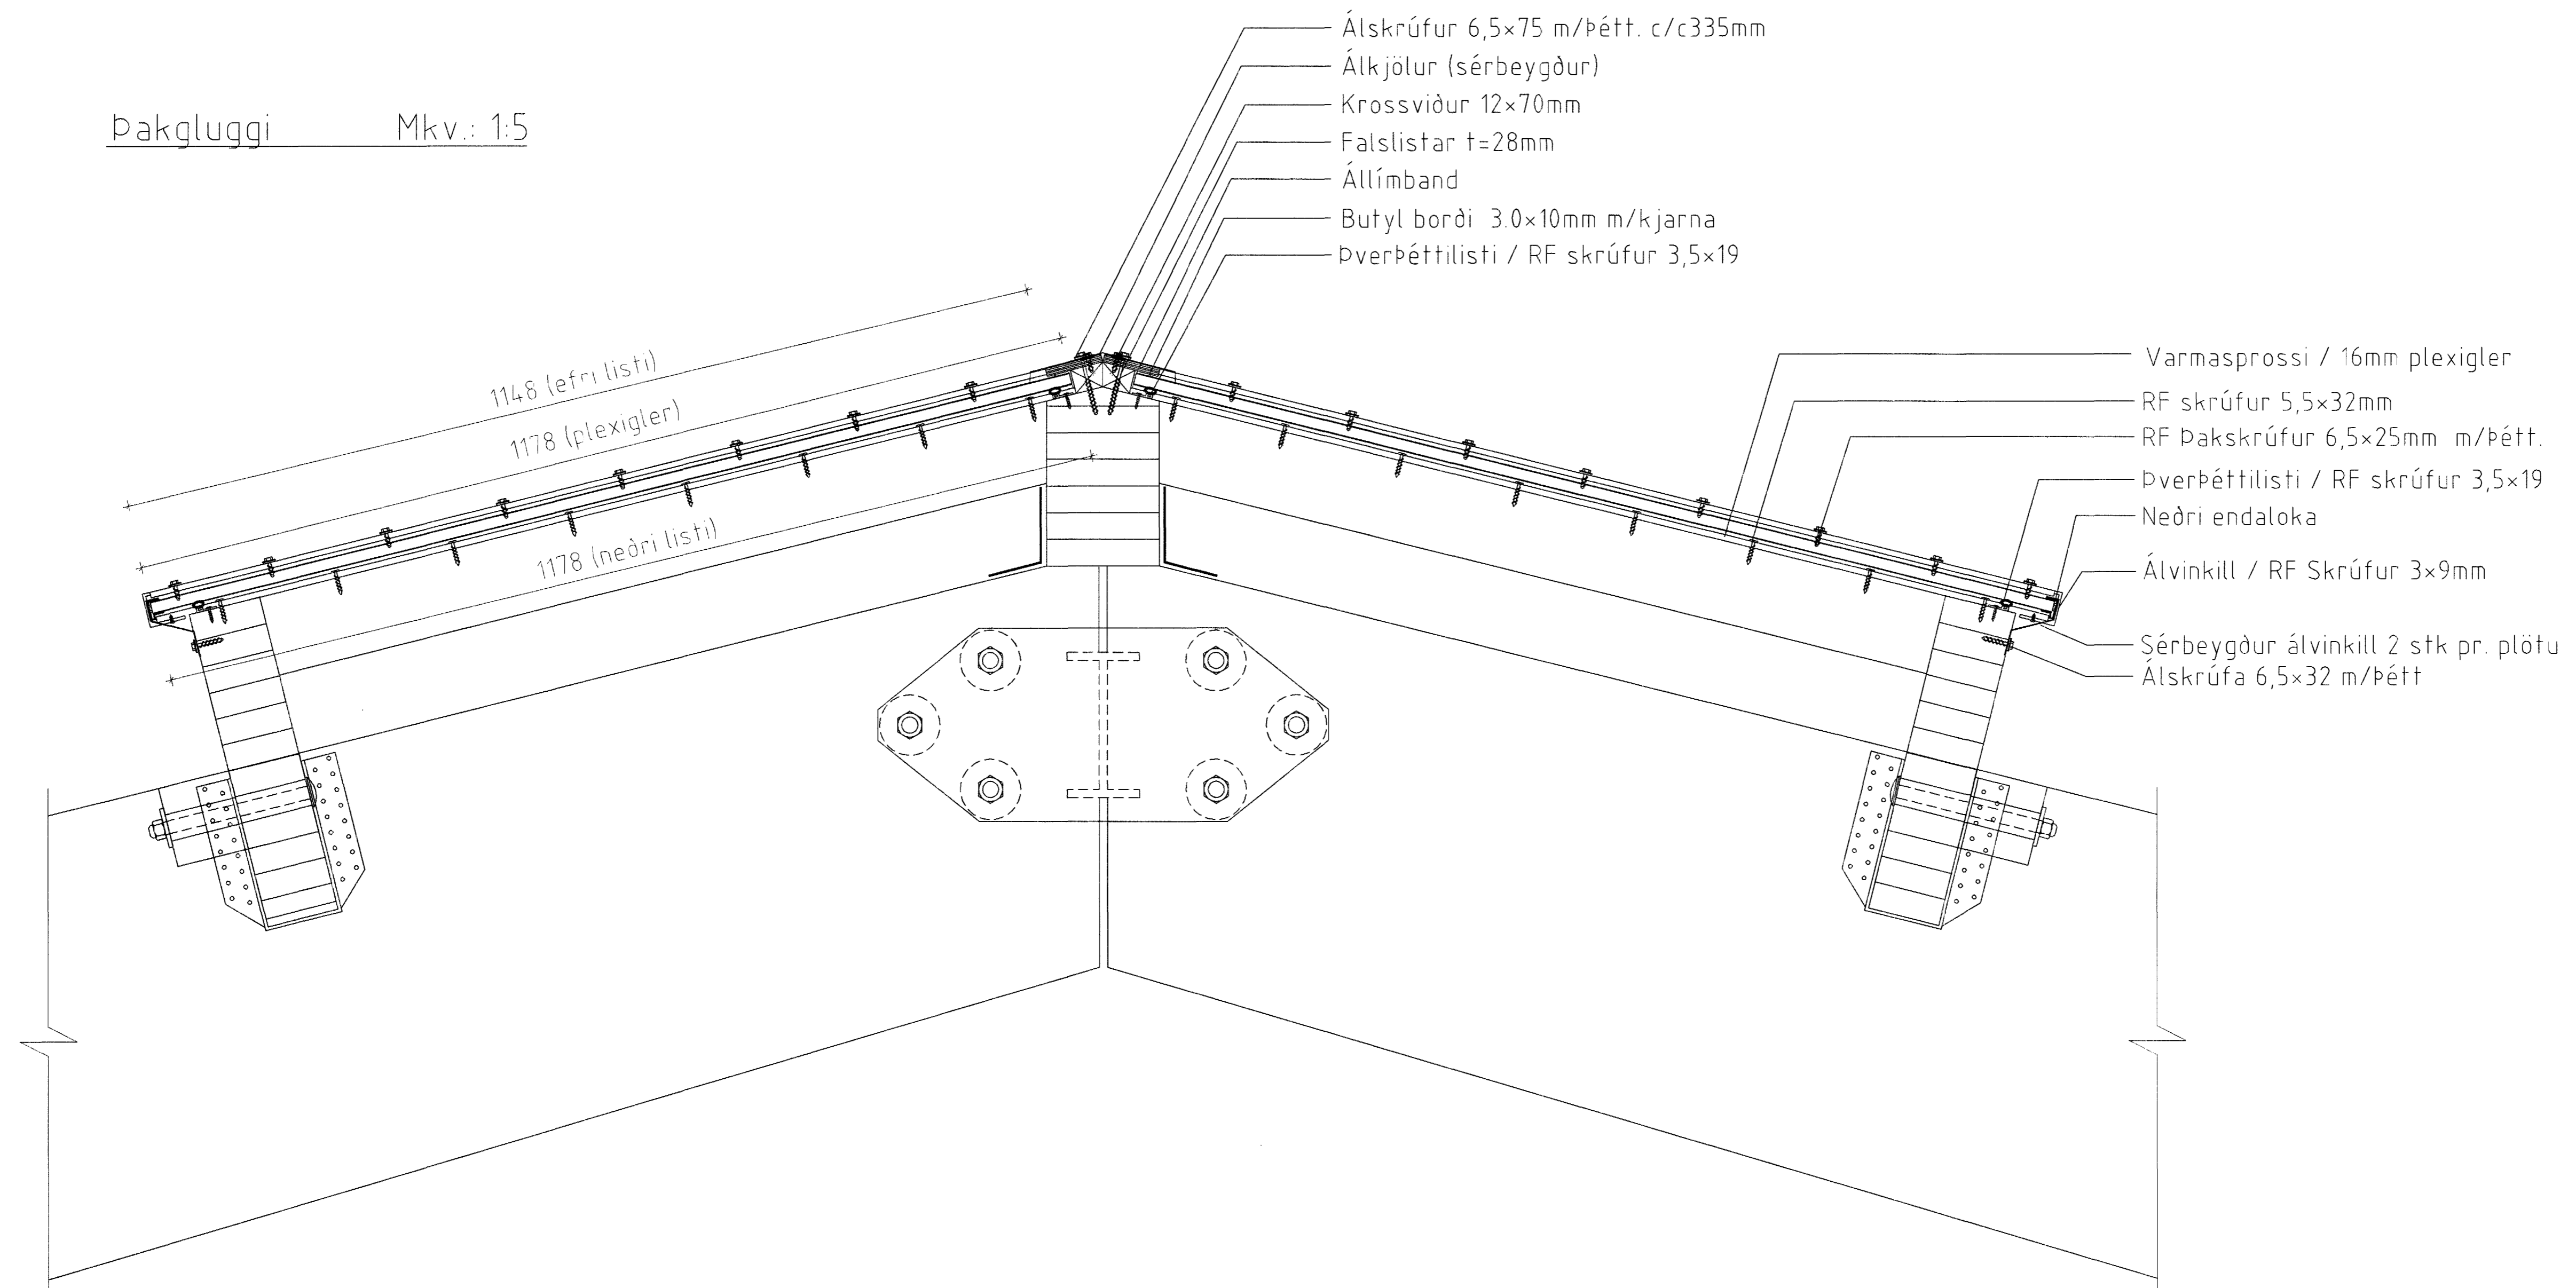 Þakgluggi Mkv.: 1:5
Álskrúfur 6,5×75 m/Þétt. c/c335mm
Álkjölur (sérbeygður)
Krossviður 12×70mm
Falslistar t=28mm
Állímband
Butyl borði 3.0×10mm m/kjarna
ÞverÞéttilisti / RF skrúfur 3,5×19
1148 (efri listi)
1178 (plexigler)
1178 (neðri listi)
Varmasprossi / 16mm plexigler
RF skrúfur 5,5×32mm
RF Þakskrúfur 6,5×25mm m/Þétt.
ÞverÞéttilisti / RF skrúfur 3,5×19
Neðri endaloka
Álvinkill / RF Skrúfur 3×9mm
Sérbeygður álvinkill 2 stk pr. plötu
Álskrúfa 6,5×32 m/Þétt